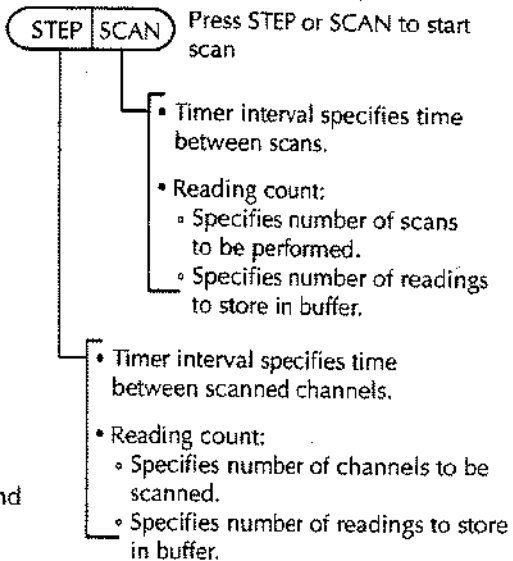 STEP SCAN
Press STEP or SCAN to start
scan
• Timer interval specifies time
between scans.
• Reading count:
∘ Specifies number of scans
to be performed.
∘ Specifies number of readings
to store in buffer.
• Timer interval specifies time
between scanned channels.
• Reading count:
∘ Specifies number of channels to be
scanned.
∘ Specifies number of readings to store
in buffer.